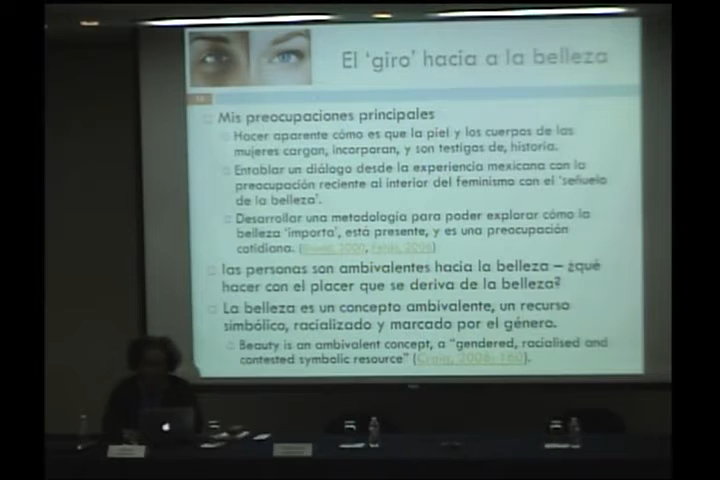 El 'giro' hacia a la belleza
Mis preocupaciones principales
Hacer aparente cómo es que la piel y los cuerpos de las
mujeres cargan, incorporan, y son testigos de, historia.
Entablar un diálogo desde la experiencia mexicana con la
preocupación reciente al interior del feminismo con el 'señuelo
de la belleza'.
Desarrollar una metodología para poder explorar cómo la
belleza 'importa', está presente, y es una preocupación
cotidiana.
las personas son ambivalentes hacia la belleza – ¿qué
hacer con el placer que se deriva de la belleza?
La belleza es un concepto ambivalente, un recurso
simbólico, racializado y marcado por el género.
Beauty is an ambivalent concept, a "gendered, racialised and
contested symbolic resource" (Craig, 2006: 160).